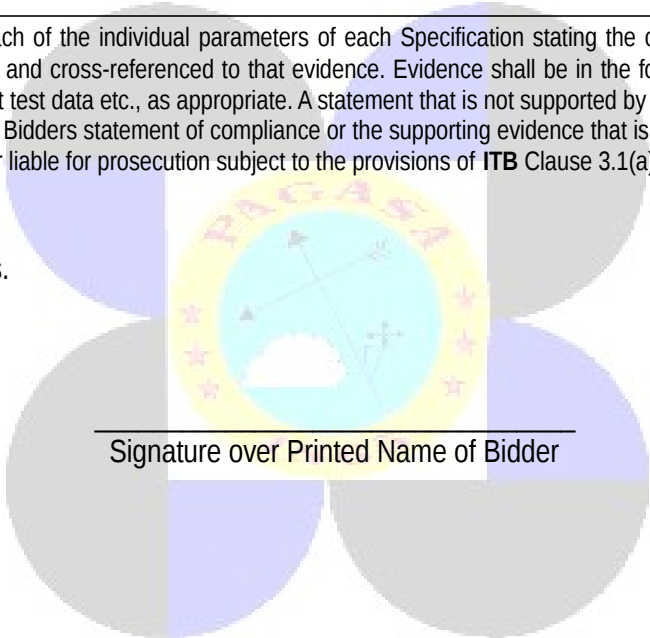 ach of the individual parameters of each Specification stating the c
and cross-referenced to that evidence. Evidence shall be in the fo
t test data etc., as appropriate. A statement that is not supported by
Bidders statement of compliance or the supporting evidence that is
r liable for prosecution subject to the provisions of ITB Clause 3.1(a)
PAGASA
s.
Signature over Printed Name of Bidder